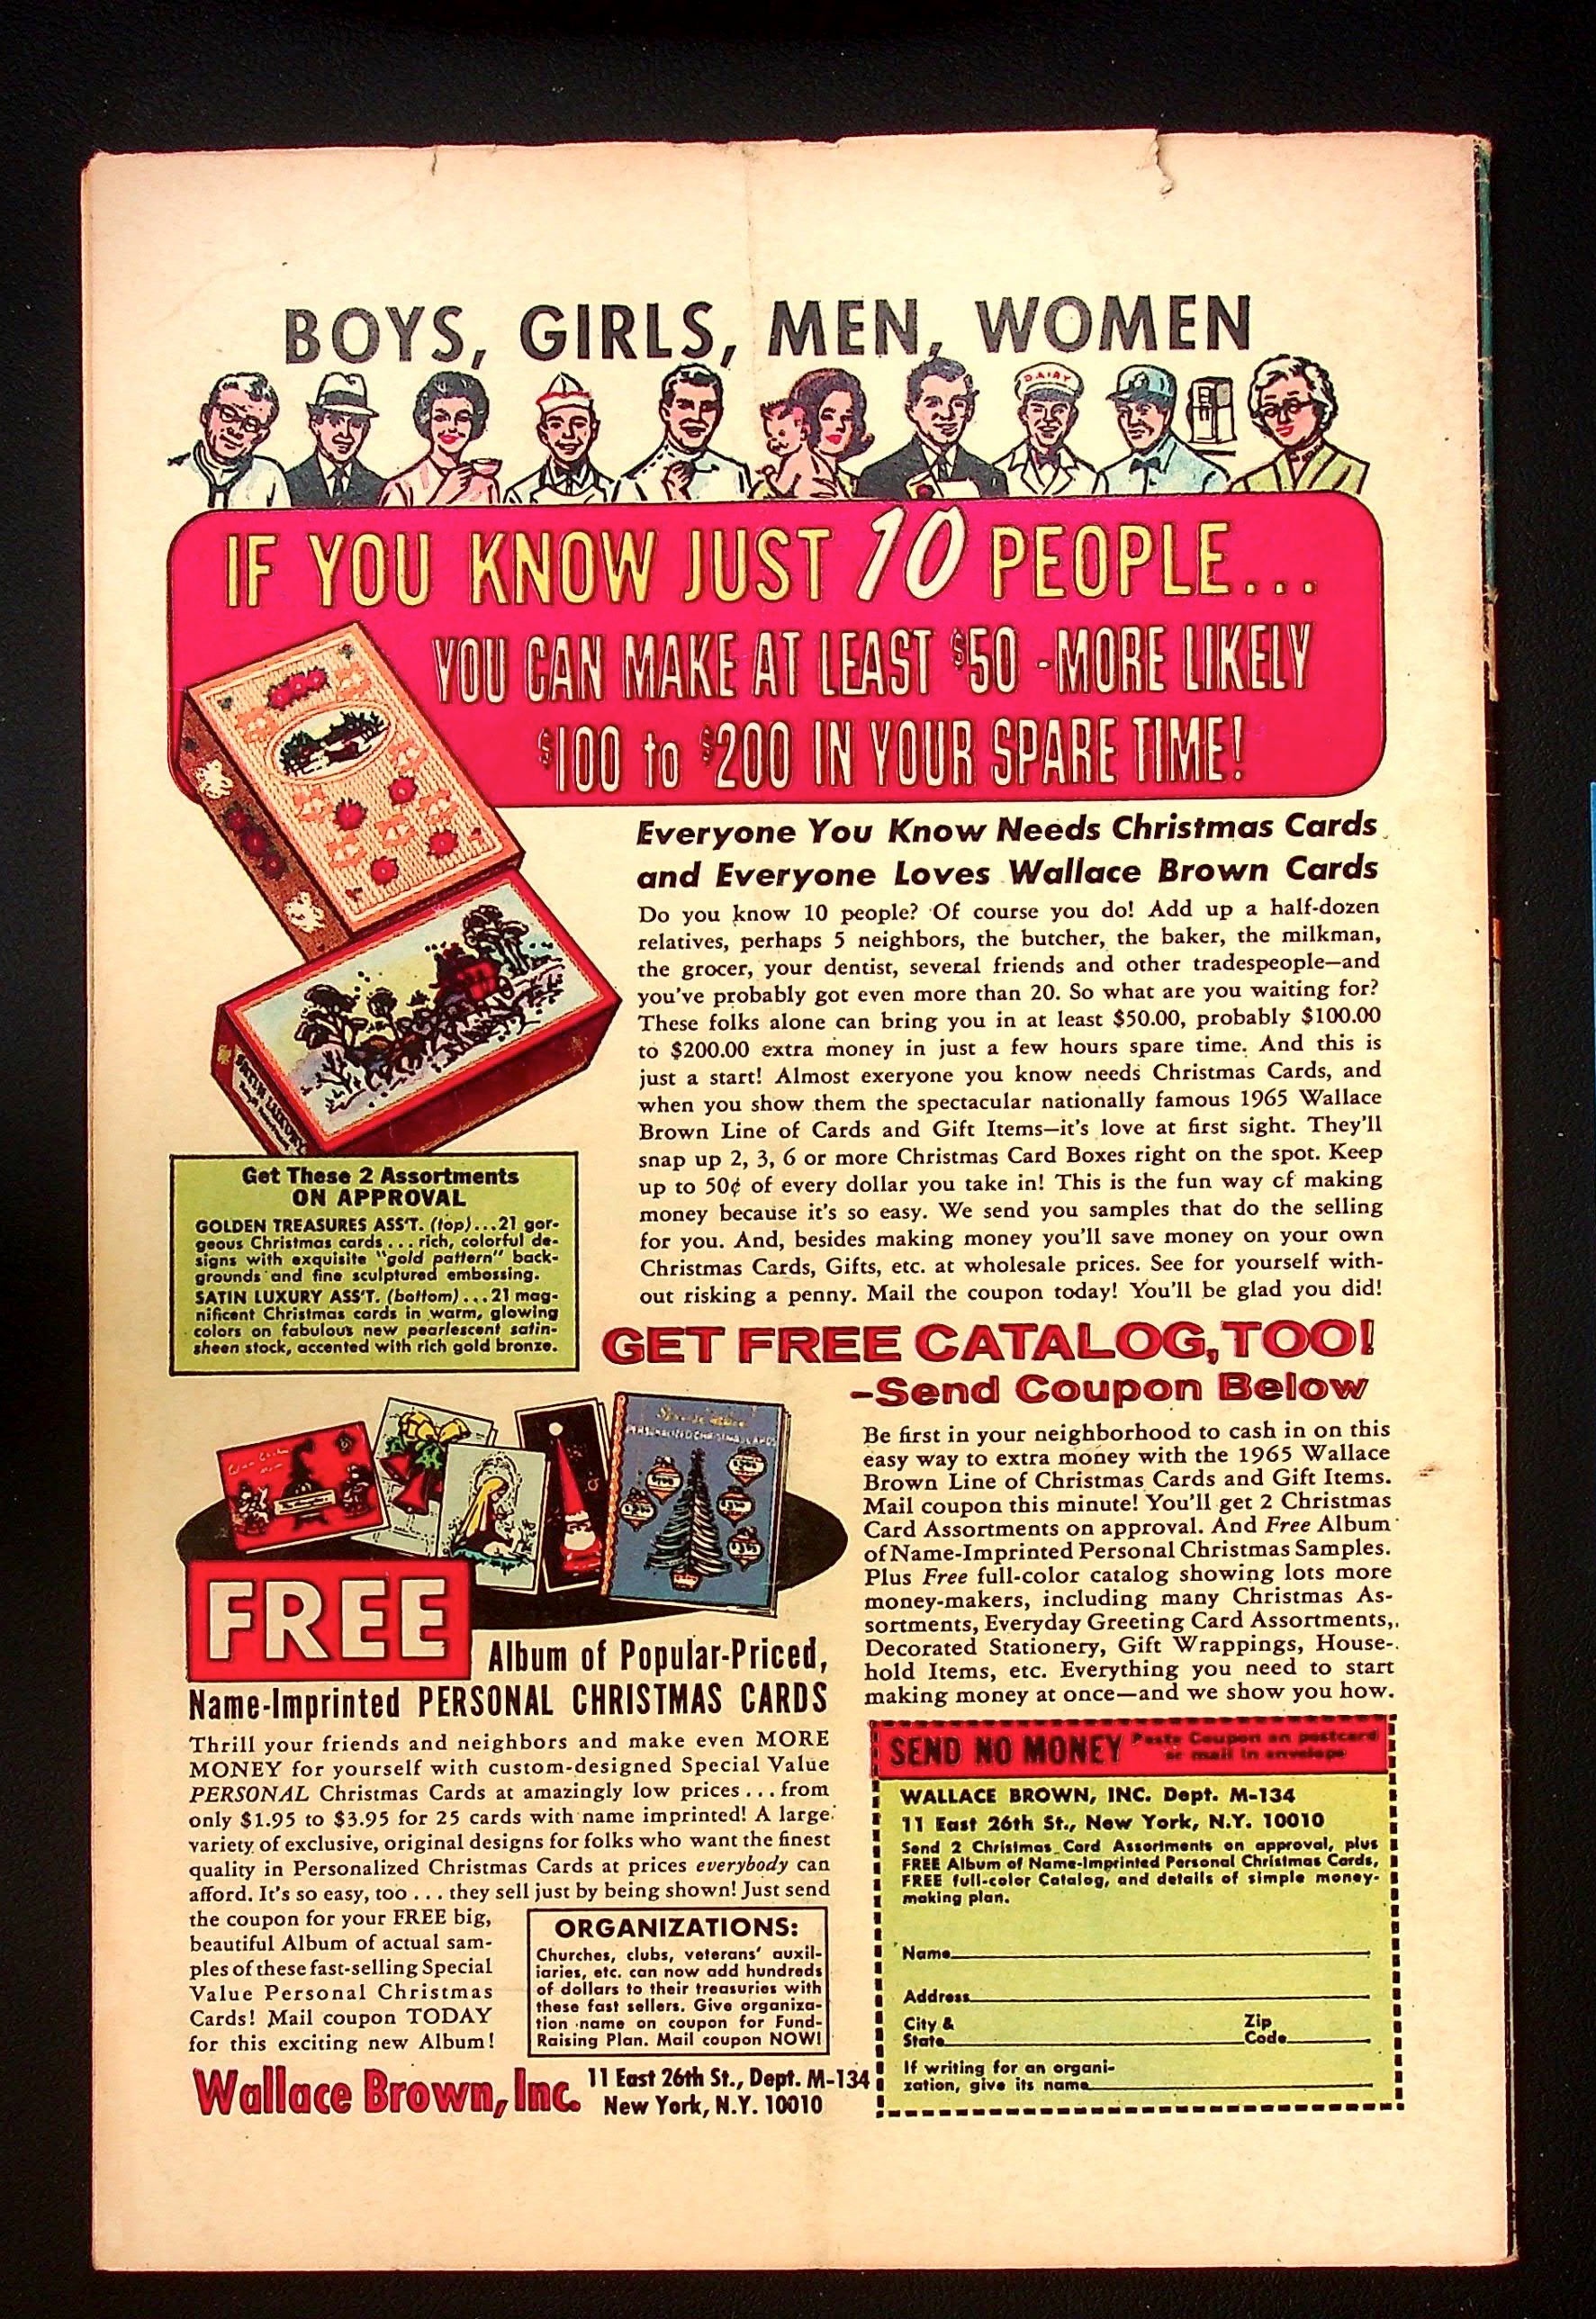 BOYS, GIRLS, MEN, WOMEN
DAIRY
IF YOU KNOW JUST 10 PEOPLE...
YOU CAN MAKE AT LEAST $50 - MORE LIKELY
$100 to $200 IN YOUR SPARE TIME!
Everyone You Know Needs Christmas Cards
and Everyone Loves Wallace Brown Cards
Do you know 10 people? Of course you do! Add up a half-dozen
relatives, perhaps 5 neighbors, the butcher, the baker, the milkman,
the grocer, your dentist, several friends and other tradespeople—and
you've probably got even more than 20. So what are you waiting for?
These folks alone can bring you in at least $50.00, probably $100.00
to $200.00 extra money in just a few hours spare time. And this is
just a start! Almost exeryone you know needs Christmas Cards, and
when you show them the spectacular nationally famous 1965 Wallace
Brown Line of Cards and Gift Items—it's love at first sight. They'll
snap up 2, 3, 6 or more Christmas Card Boxes right on the spot. Keep
up to 50¢ of every dollar you take in! This is the fun way of making
money because it's so easy. We send you samples that do the selling
for you. And, besides making money you'll save money on your own
Christmas Cards, Gifts, etc. at wholesale prices. See for yourself with-
out risking a penny. Mail the coupon today! You'll be glad you did!
SATIN LUXURY
Get These 2 Assortments
ON APPROVAL
GOLDEN TREASURES ASS'T. (top)...21 gor-
geous Christmas cards... rich, colorful de-
signs with exquisite "gold pattern" back-
grounds and fine sculptured embossing.
SATIN LUXURY ASS'T. (bottom)...21 mag-
nificent Christmas cards in warm, glowing
colors on fabulous new pearlescent satin-
sheen stock, accented with rich gold bronze.
GET FREE CATALOG, TOO!
-Send Coupon Below
Be first in your neighborhood to cash in on this
easy way to extra money with the 1965 Wallace
Brown Line of Christmas Cards and Gift Items.
Mail coupon this minute! You'll get 2 Christmas
Card Assortments on approval. And Free Album
of Name-Imprinted Personal Christmas Samples.
Plus Free full-color catalog showing lots more
money-makers, including many Christmas As-
sortments, Everyday Greeting Card Assortments,
Decorated Stationery, Gift Wrappings, House-
hold Items, etc. Everything you need to start
making money at once—and we show you how.
PERSONALIZED CHRISTMAS CARDS
FREE
Album of Popular-Priced,
Name-Imprinted PERSONAL CHRISTMAS CARDS
Thrill your friends and neighbors and make even MORE
MONEY for yourself with custom-designed Special Value
PERSONAL Christmas Cards at amazingly low prices... from
only $1.95 to $3.95 for 25 cards with name imprinted! A large
variety of exclusive, original designs for folks who want the finest
quality in Personalized Christmas Cards at prices everybody can
afford. It's so easy, too ... they sell just by being shown! Just send
the coupon for your FREE big,
beautiful Album of actual sam-
ples of these fast-selling Special
Value Personal Christmas
Cards! Mail coupon TODAY
for this exciting new Album!
ORGANIZATIONS:
Churches, clubs, veterans' auxil-
iaries, etc. can now add hundreds
of dollars to their treasuries with
these fast sellers. Give organiza-
tion name on coupon for Fund-
Raising Plan. Mail coupon NOW!
Wallace Brown, Inc.
11 East 26th St., Dept. M-134
New York, N.Y. 10010
SEND NO MONEY
Paste Coupon on postcard
or mail in envelope
WALLACE BROWN, INC. Dept. M-134
11 East 26th St., New York, N.Y. 10010
Send 2 Christmas Card Assortments on approval, plus
FREE Album of Name-Imprinted Personal Christmas Cards,
FREE full-color Catalog, and details of simple money-
making plan.
Name
Address
City &
State
Zip
Code
If writing for an organi-
zation, give its name